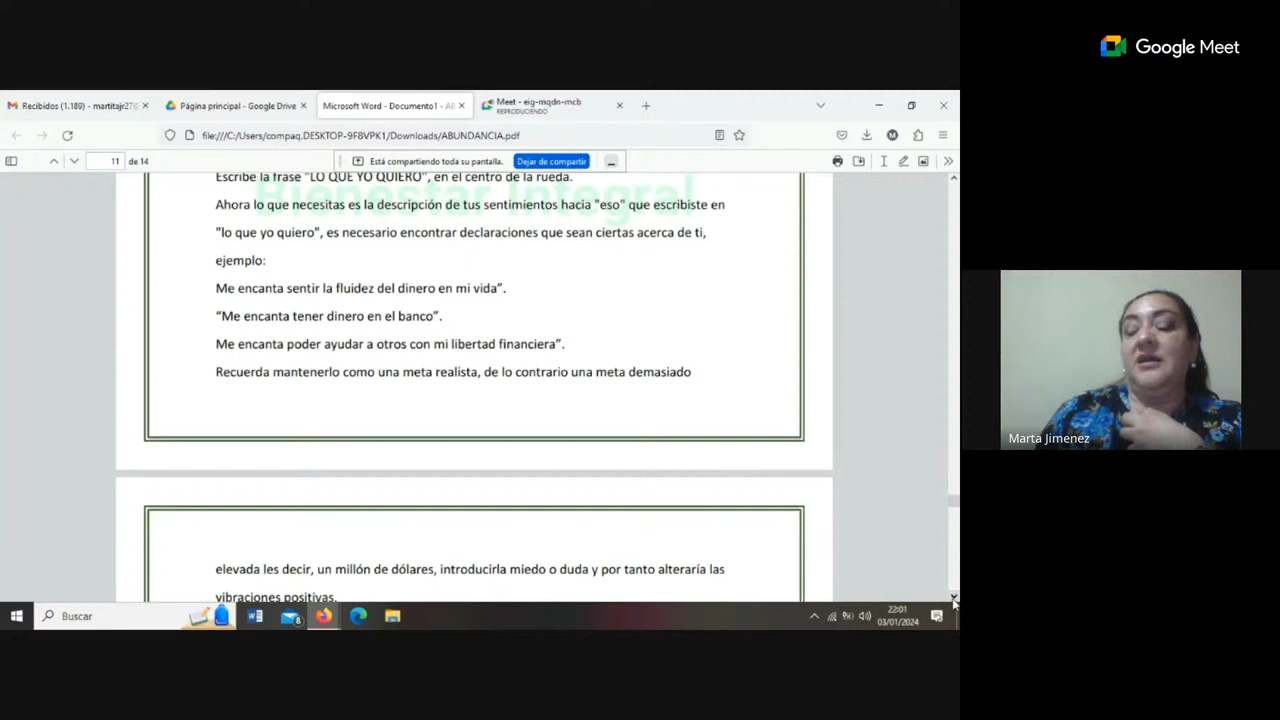 Google Meet
Recibidos (1.189) - martitajr27@
Página principal - Google Drive
Microsoft Word - Documento1 - AB
Meet - eig-mqdn-mcb
REPRODUCIENDO
file:///C:/Users/compaq.DESKTOP-9F8VPK1/Downloads/ABUNDANCIA.pdf
11 de 14
Está compartiendo toda su pantalla.
Dejar de compartir
Bienestar Integral
Escribe la frase "LO QUE YO QUIERO", en el centro de la rueda.
Ahora lo que necesitas es la descripción de tus sentimientos hacia "eso" que escribiste en
"lo que yo quiero", es necesario encontrar declaraciones que sean ciertas acerca de ti,
ejemplo:
Me encanta sentir la fluidez del dinero en mi vida”.
“Me encanta tener dinero en el banco”.
Me encanta poder ayudar a otros con mi libertad financiera”.
Recuerda mantenerlo como una meta realista, de lo contrario una meta demasiado
elevada les decir, un millón de dólares, introducirla miedo o duda y por tanto alteraría las
vibraciones positivas.
Marta Jimenez
Buscar
22:01
03/01/2024